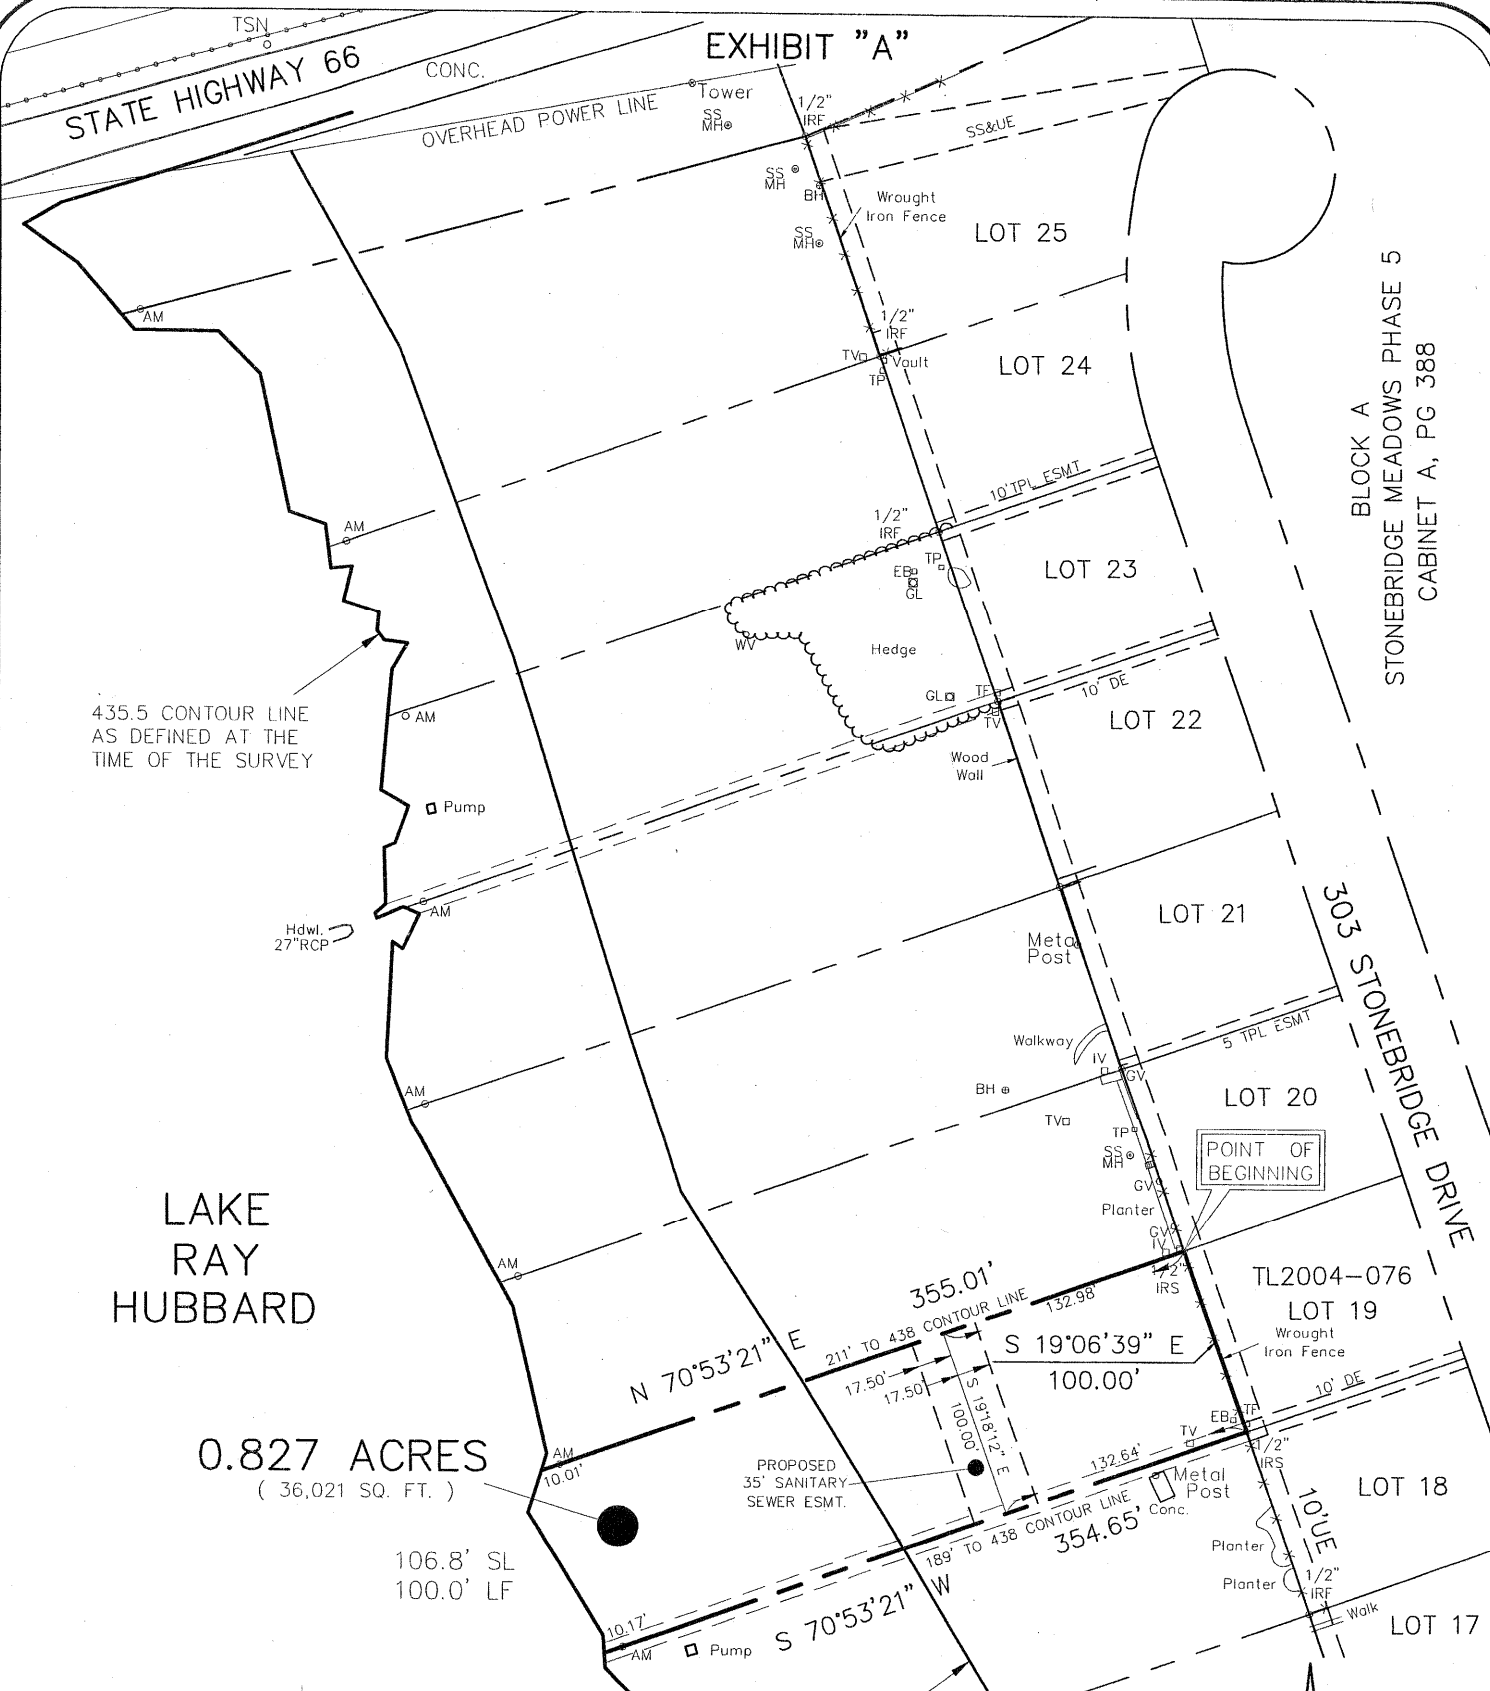 EXHIBIT "A"
TSN
STATE HIGHWAY 66
CONC.
OVERHEAD POWER LINE
Tower
SS
MH
1/2"
IRF
SS&UE
SS
MH
BH
Wrought
Iron Fence
SS
MH
LOT 25
AM
1/2"
IRF
TV
Vault
TP
LOT 24
BLOCK A
STONEBRIDGE MEADOWS PHASE 5
CABINET A, PG 388
10'TPL ESMT
1/2"
IRF
AM
TP
EB
GL
LOT 23
WV
Hedge
GL
TF
TV
10' DE
LOT 22
435.5 CONTOUR LINE
AS DEFINED AT THE
TIME OF THE SURVEY
AM
Wood
Wall
Pump
AM
Hdwl.
27"RCP
LOT 21
Metal
Post
303 STONEBRIDGE DRIVE
Walkway
5 TPL ESMT
IV
GV
BH
AM
TV
TP
LOT 20
SS
MH
POINT OF
BEGINNING
GV
Planter
GV
IV
LAKE
RAY
HUBBARD
AM
1/2"
IRS
TL2004-076
LOT 19
355.01'
132.98'
211' TO 438 CONTOUR LINE
N 70°53'21" E
S 19°06'39" E
100.00'
Wrought
Iron Fence
17.50'
17.50'
S 19°18'12" E
100.00'
10' DE
EB
TF
TV
0.827 ACRES
( 36,021 SQ. FT. )
AM
10.01'
PROPOSED
35' SANITARY
SEWER ESMT.
132.64'
1/2"
IRS
Metal
Post
Conc.
LOT 18
189' TO 438 CONTOUR LINE
354.65'
10'UE
106.8' SL
100.0' LF
Planter
Planter
1/2"
IRF
Walk
S 70°53'21" W
10.17'
AM
Pump
LOT 17